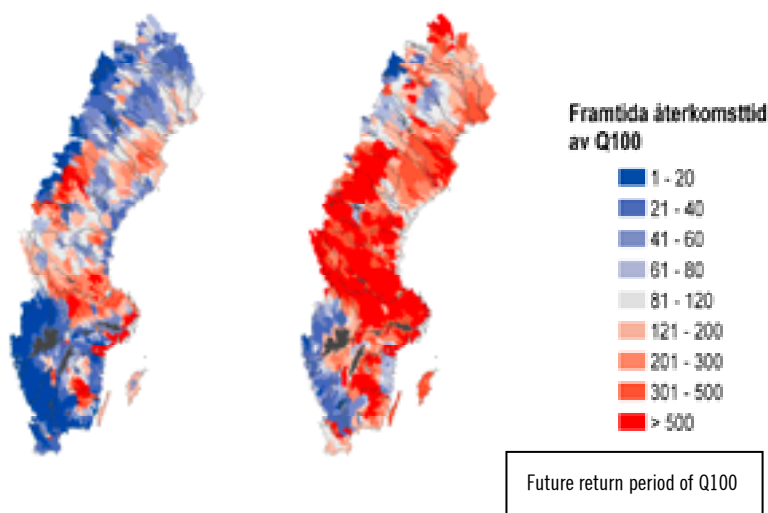 Framtida återkomsttid
av Q100
1 - 20
21 - 40
41 - 60
61 - 80
81 - 120
121 - 200
201 - 300
301 - 500
> 500
Future return period of Q100